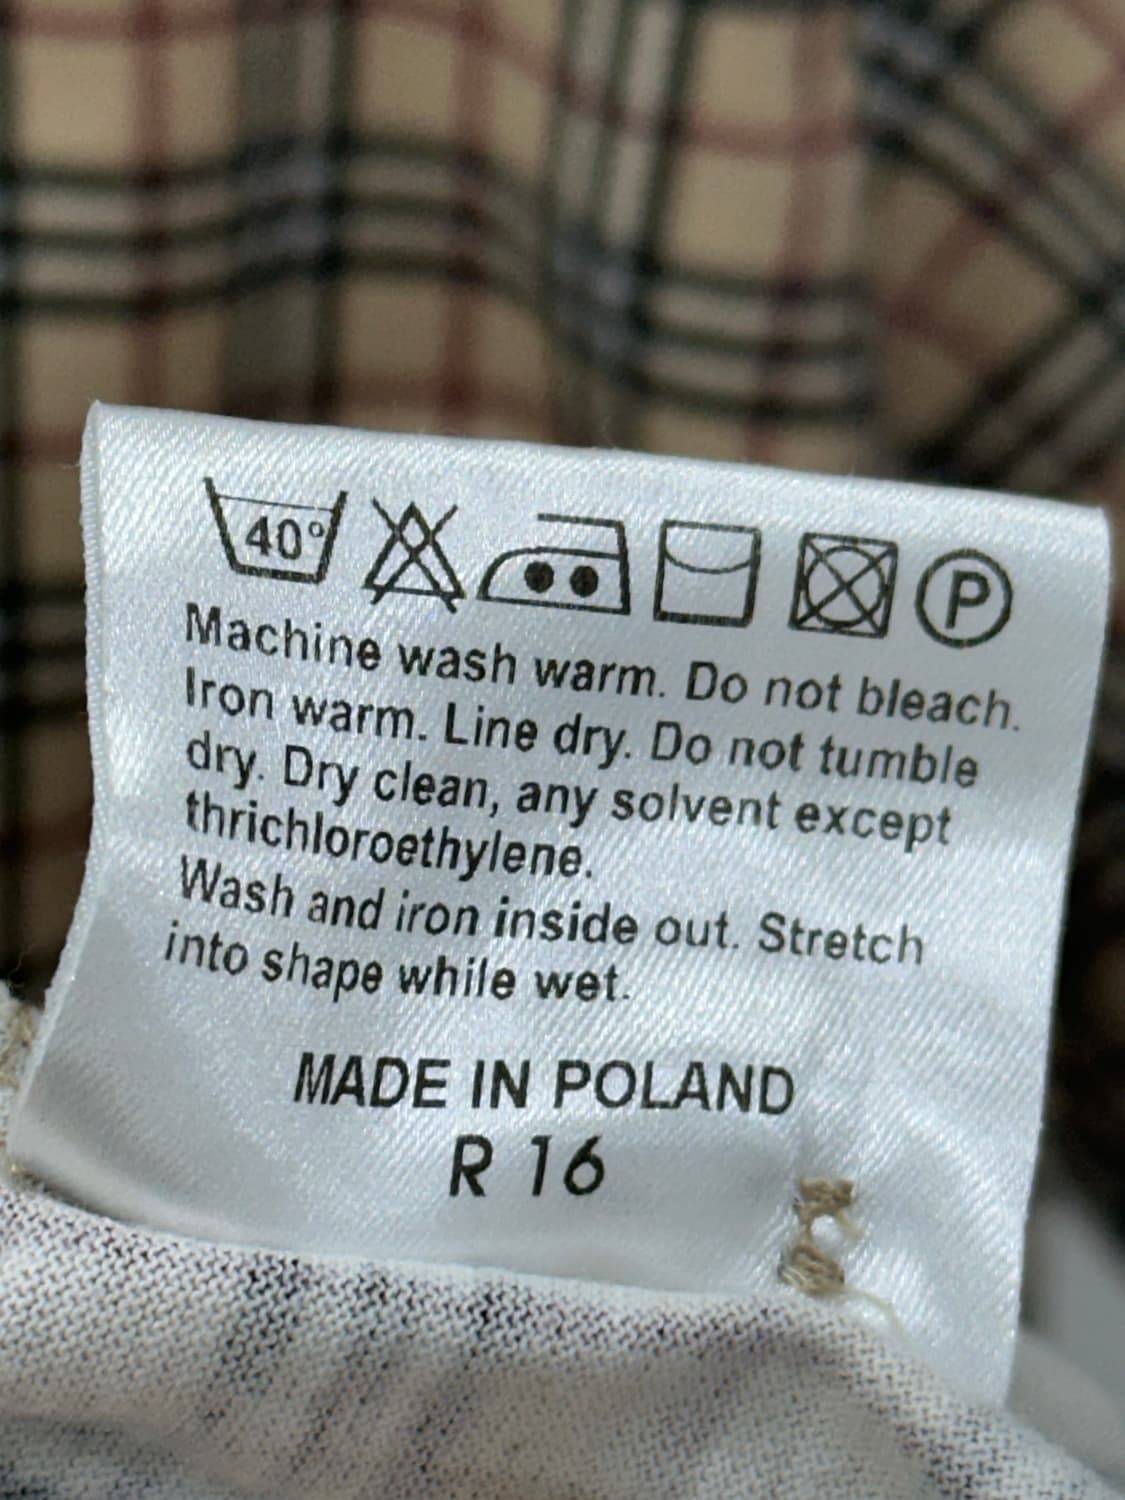 40°
P
Machine wash warm. Do not bleach.
Iron warm. Line dry. Do not tumble
dry. Dry clean, any solvent except
thrichloroethylene.
Wash and iron inside out. Stretch
into shape while wet.
MADE IN POLAND
R 16